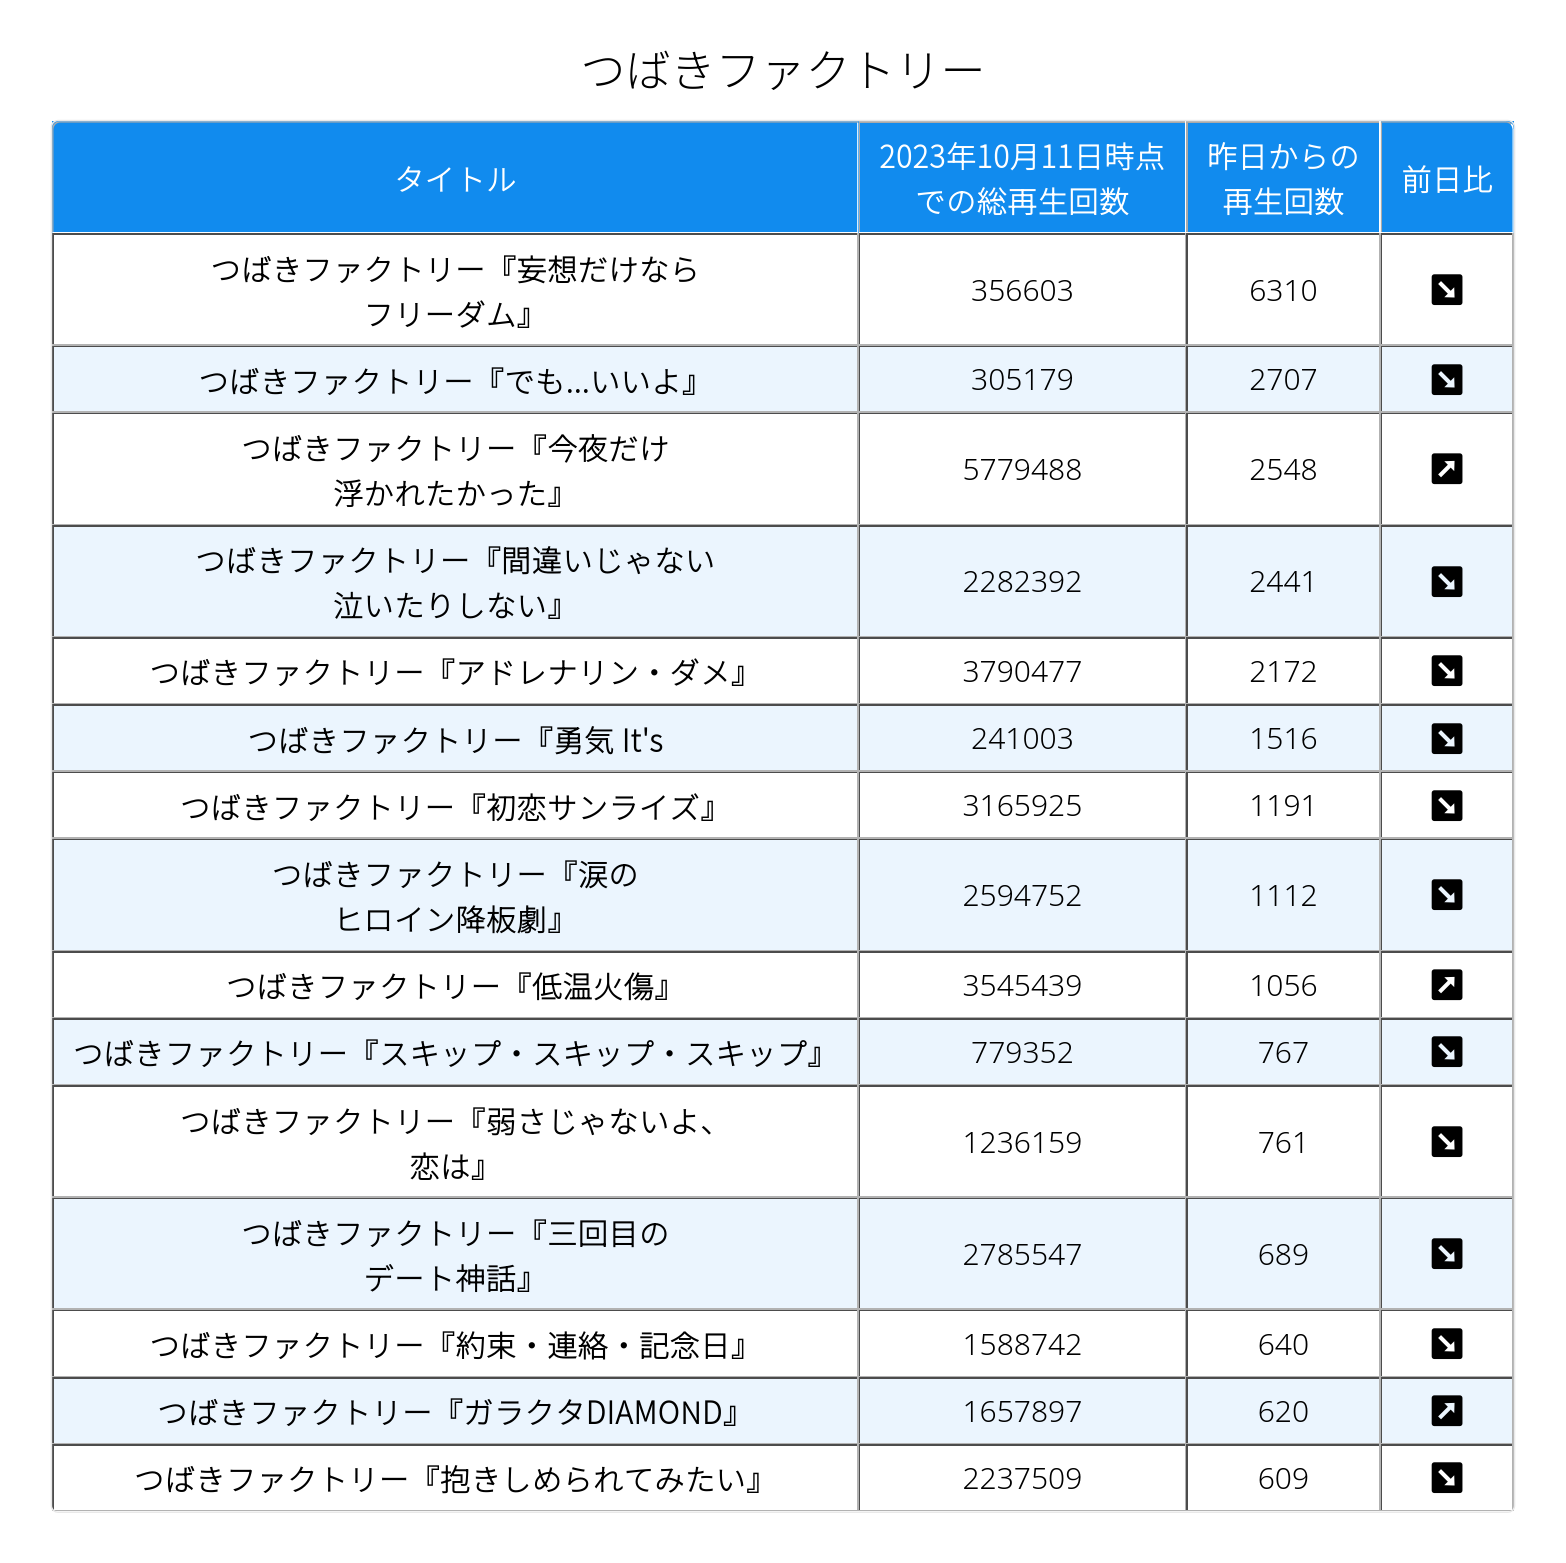 つばきファクトリー
タイトル
2023年10月11日時点
での総再生回数
昨日からの
再生回数
前日比
つばきファクトリー『妄想だけなら
フリーダム』
356603
6310
つばきファクトリー『でも...いいよ』
305179
2707
つばきファクトリー『今夜だけ
浮かれたかった』
5779488
2548
つばきファクトリー『間違いじゃない
泣いたりしない』
2282392
2441
つばきファクトリー『アドレナリン・ダメ』
3790477
2172
つばきファクトリー『勇気 It's
241003
1516
つばきファクトリー『初恋サンライズ』
3165925
1191
つばきファクトリー『涙の
ヒロイン降板劇』
2594752
1112
つばきファクトリー『低温火傷』
3545439
1056
つばきファクトリー『スキップ・スキップ・スキップ』
779352
767
つばきファクトリー『弱さじゃないよ、
恋は』
1236159
761
つばきファクトリー『三回目の
デート神話』
2785547
689
つばきファクトリー『約束・連絡・記念日』
1588742
640
つばきファクトリー『ガラクタDIAMOND』
1657897
620
つばきファクトリー『抱きしめられてみたい』
2237509
609